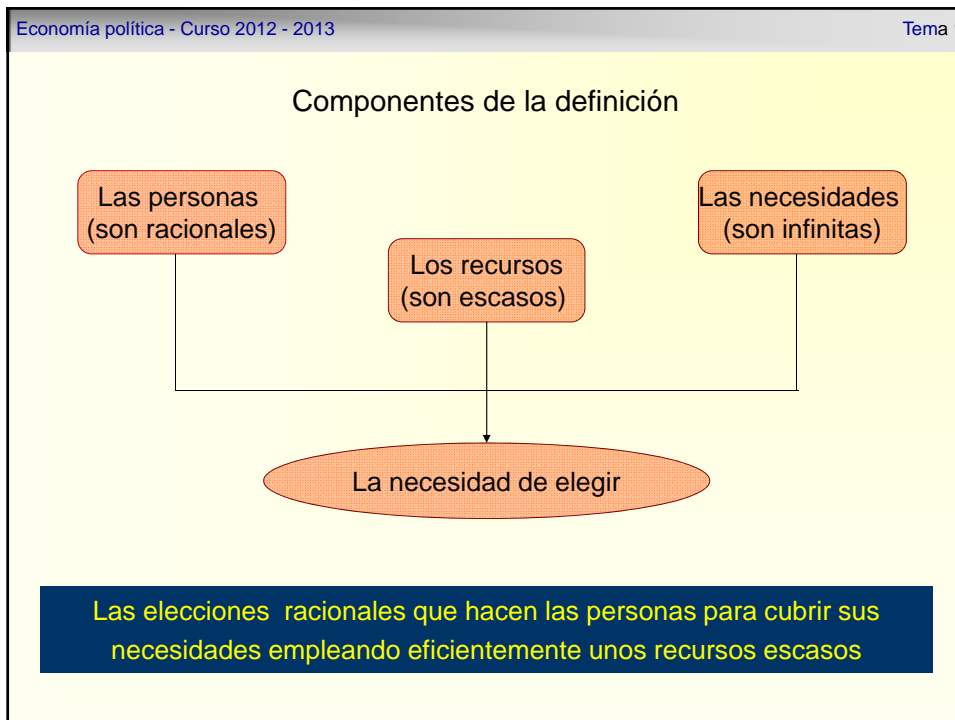 Economía política - Curso 2012 - 2013
Tema
Componentes de la definición
Las personas
(son racionales)
Las necesidades
(son infinitas)
Los recursos
(son escasos)
La necesidad de elegir
Las elecciones racionales que hacen las personas para cubrir sus
necesidades empleando eficientemente unos recursos escasos